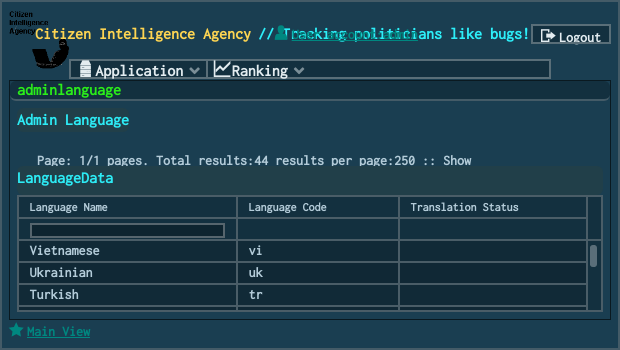 Citizen
Intelligence
Agency
Citizen Intelligence Agency // Tracking politicians like bugs!
Logout
Application
Ranking
adminlanguage
Admin Language
Page: 1/1 pages. Total results:44 results per page:250 :: Show
LanguageData
Language Name Language Code Translation Status
Vietnamese vi
Ukrainian uk
Turkish tr
Main View